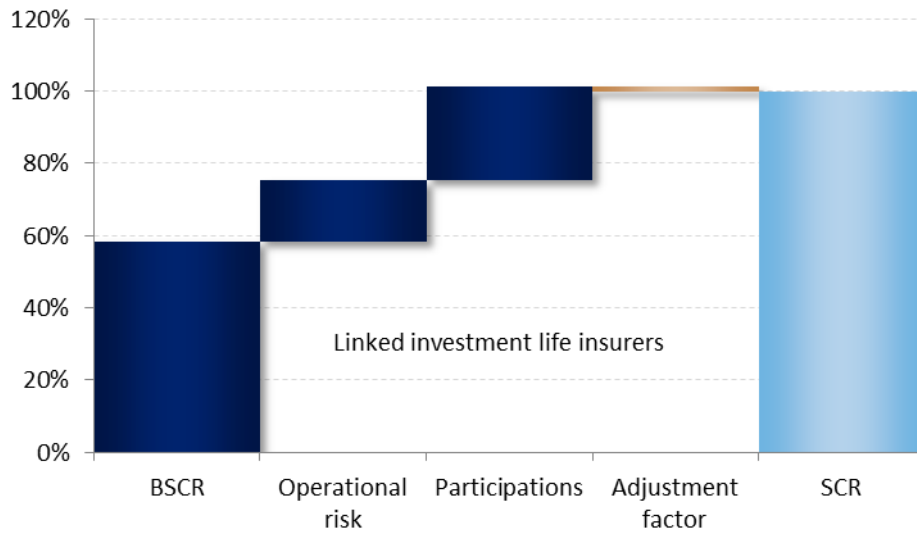 120%
100%
80%
60%
40%
20%
0%
Linked investment life insurers
BSCR
Operational
risk
Participations
Adjustment
factor
SCR